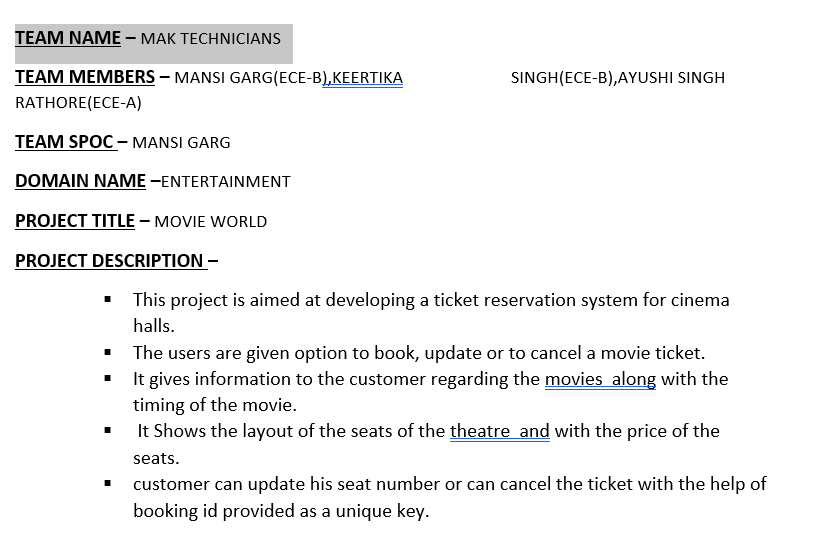 TEAM NAME – MAK TECHNICIANS
TEAM MEMBERS – MANSI GARG(ECE-B),KEERTIKA SINGH(ECE-B),AYUSHI SINGH
RATHORE(ECE-A)
TEAM SPOC – MANSI GARG
DOMAIN NAME –ENTERTAINMENT
PROJECT TITLE – MOVIE WORLD
PROJECT DESCRIPTION –
▪ This project is aimed at developing a ticket reservation system for cinema
halls.
▪ The users are given option to book, update or to cancel a movie ticket.
▪ It gives information to the customer regarding the movies  along with the
timing of the movie.
▪ It Shows the layout of the seats of the theatre  and with the price of the
seats.
▪ customer can update his seat number or can cancel the ticket with the help of
booking id provided as a unique key.